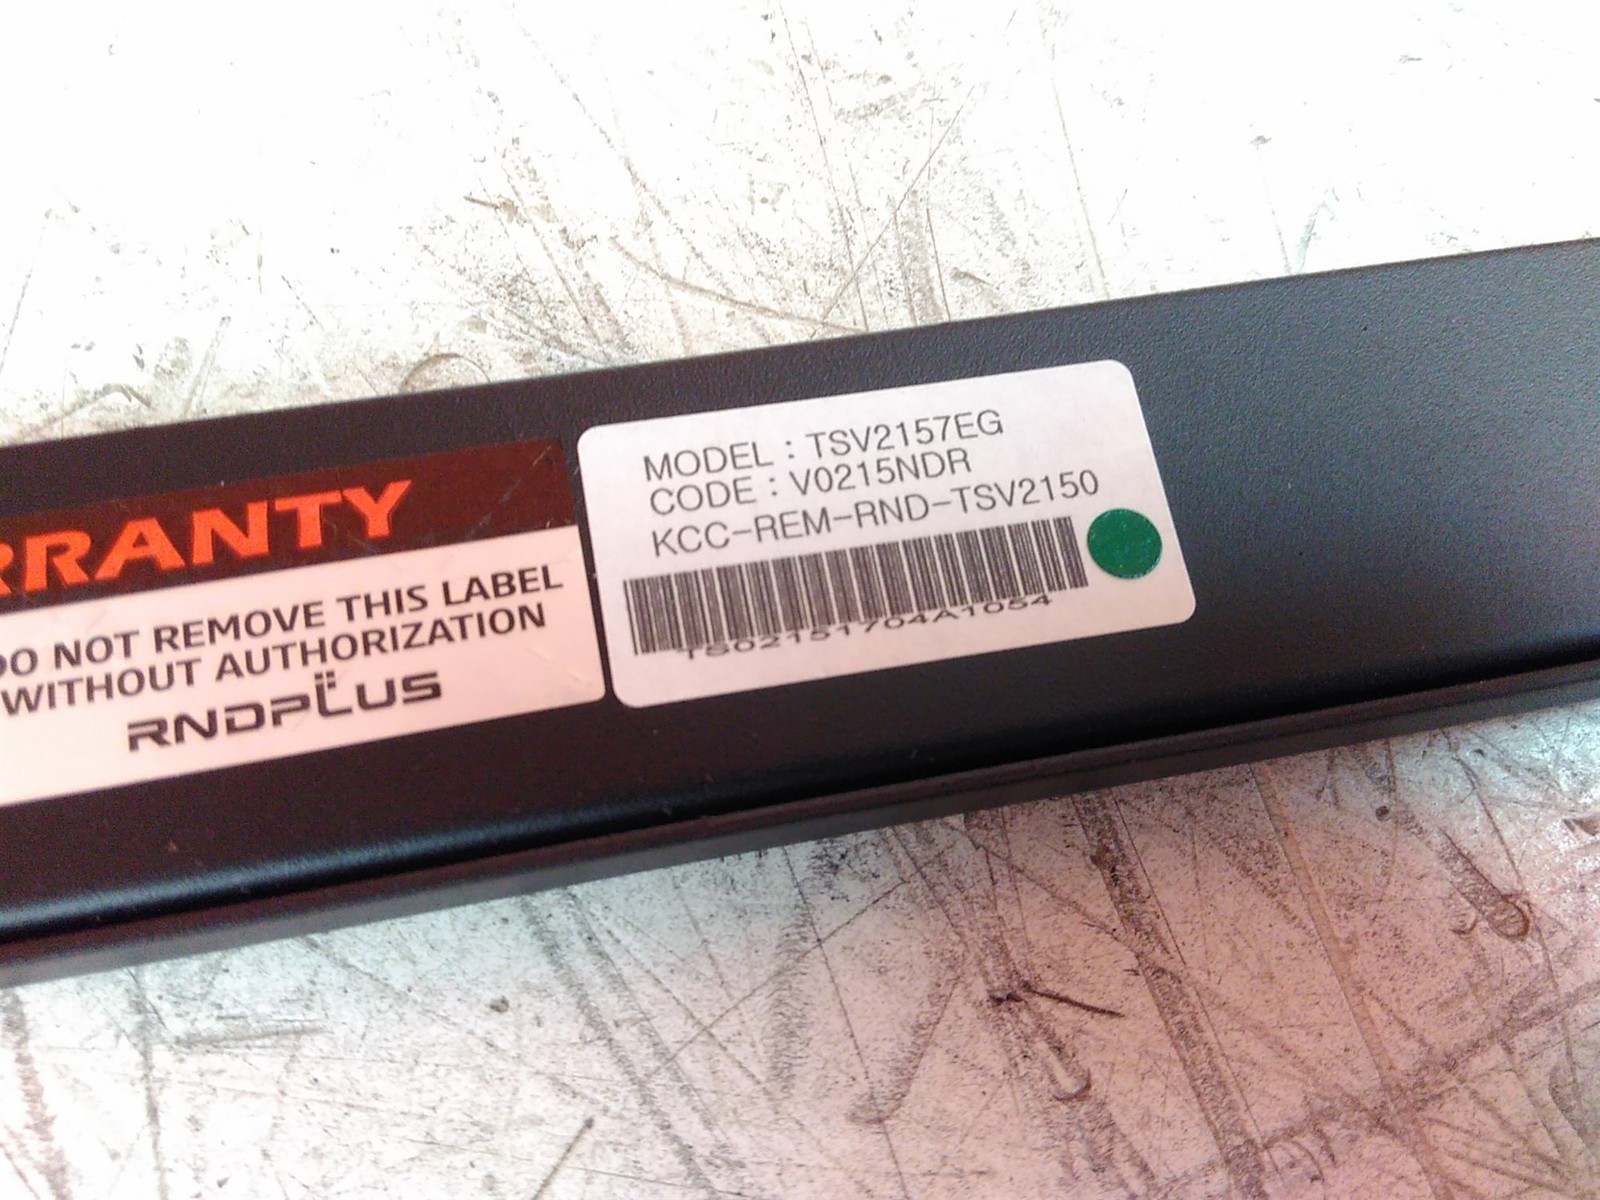 RRANTY
DO NOT REMOVE THIS LABEL
WITHOUT AUTHORIZATION
RNDPLUS
MODEL : TSV2157EG
CODE : V0215NDR
KCC-REM-RND-TSV2150
TS02151704A1054